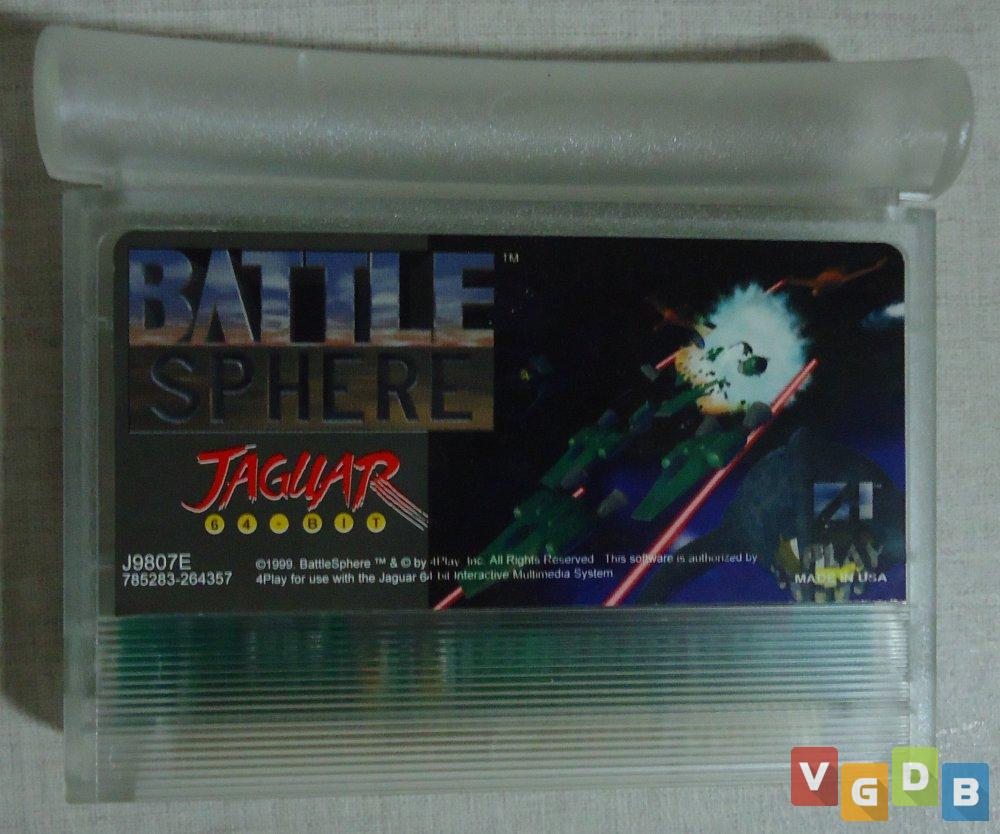 BATTLE ™
SPHERE
JAGUAR
64-BIT
J9807E
785283-264357
©1999. BattleSphere ™ & © by 4Play, Inc. All Rights Reserved. This software is authorized by
4Play for use with the Jaguar 64 bit Interactive Multimedia System
4
PLAY
MADE IN USA
VGDB